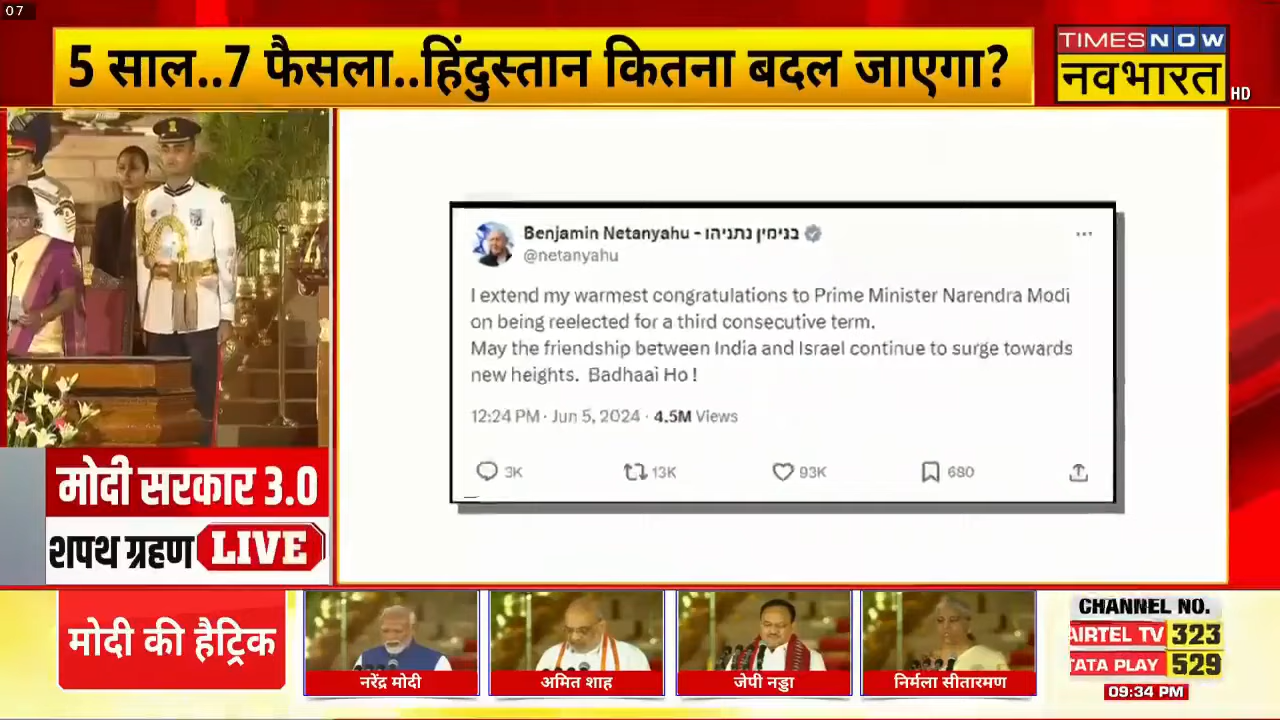 07
5 साल..7 फैसला..हिंदुस्तान कितना बदल जाएगा?
TIMES NOW
नवभारत
HD
Benjamin Netanyahu - בנימין נתניהו
@netanyahu
I extend my warmest congratulations to Prime Minister Narendra Modi
on being reelected for a third consecutive term.
May the friendship between India and Israel continue to surge towards
new heights. Badhaai Ho !
12:24 PM · Jun 5, 2024 · 4.5M Views
3K 13K 93K 680
मोदी सरकार 3.0
शपथ ग्रहण LIVE
मोदी की हैट्रिक
नरेंद्र मोदी
अमित शाह
जेपी नड्डा
निर्मला सीतारमण
CHANNEL NO.
AIRTEL TV 323
TATA PLAY 529
09:34 PM